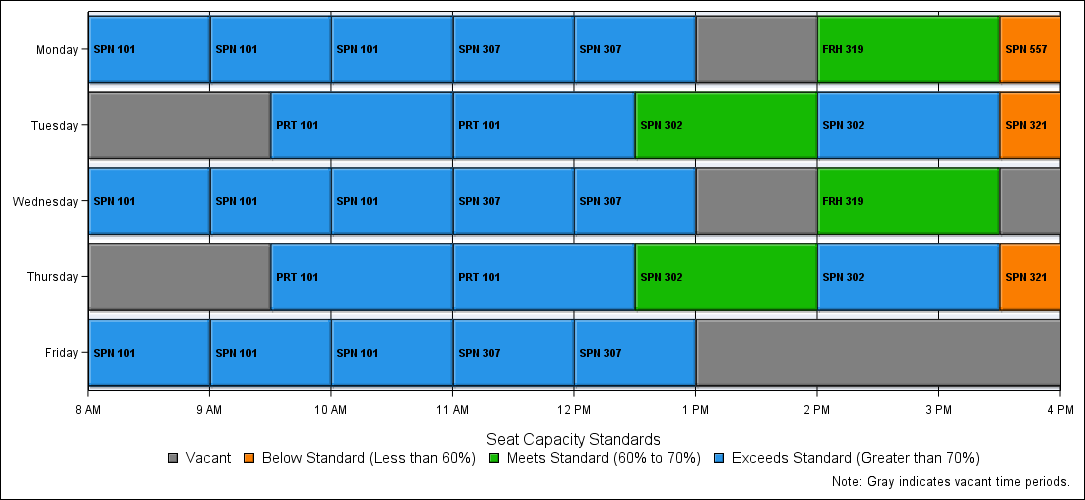 Monday SPN 101 SPN 101 SPN 101 SPN 307 SPN 307 FRH 319 SPN 557
Tuesday PRT 101 PRT 101 SPN 302 SPN 302 SPN 321
Wednesday SPN 101 SPN 101 SPN 101 SPN 307 SPN 307 FRH 319
Thursday PRT 101 PRT 101 SPN 302 SPN 302 SPN 321
Friday SPN 101 SPN 101 SPN 101 SPN 307 SPN 307
8 AM 9 AM 10 AM 11 AM 12 PM 1 PM 2 PM 3 PM 4 PM
Seat Capacity Standards
Vacant Below Standard (Less than 60%) Meets Standard (60% to 70%) Exceeds Standard (Greater than 70%)
Note: Gray indicates vacant time periods.